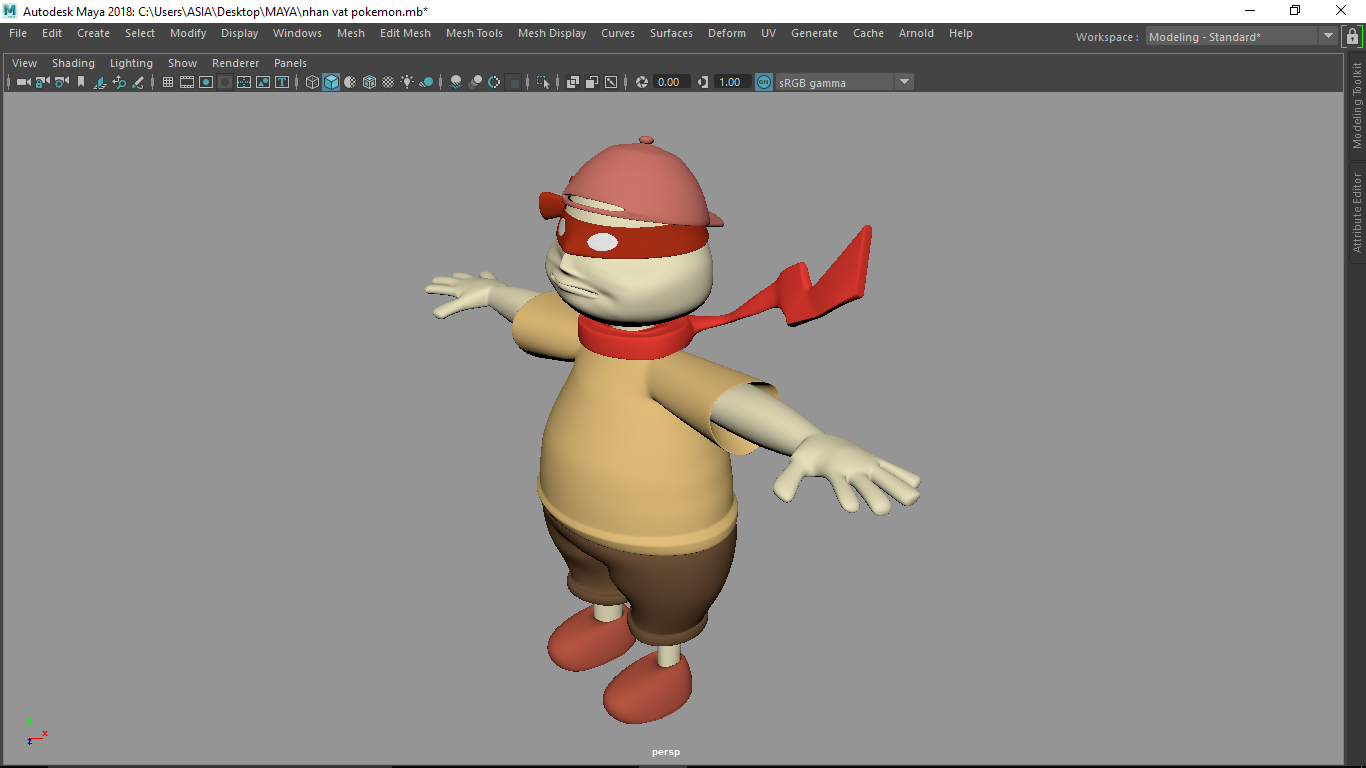 Autodesk Maya 2018: C:\Users\ASIA\Desktop\MAYA\nhan vat pokemon.mb*
File Edit Create Select Modify Display Windows Mesh Edit Mesh Mesh Tools Mesh Display Curves Surfaces Deform UV Generate Cache Arnold Help Workspace : Modeling - Standard*
View Shading Lighting Show Renderer Panels
0.00 1.00 ON sRGB gamma
Modeling Toolkit
Attribute Editor
y
x
z
persp